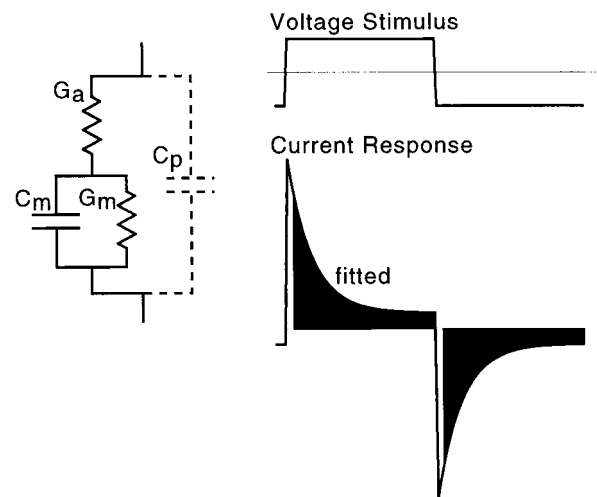 Voltage Stimulus
Ga
Cp
Cm
Gm
Current Response
fitted